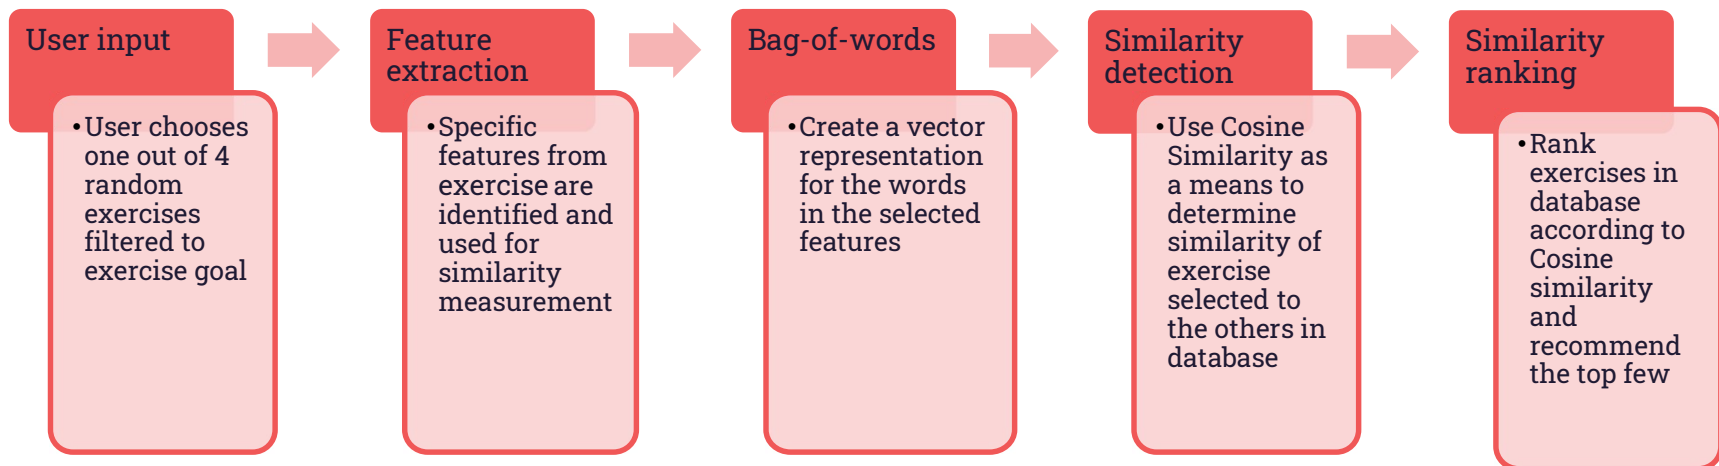 User input
•User chooses
one out of 4
random
exercises
filtered to
exercise goal
Feature
extraction
•Specific
features from
exercise are
identified and
used for
similarity
measurement
Bag-of-words
•Create a vector
representation
for the words
in the selected
features
Similarity
detection
•Use Cosine
Similarity as
a means to
determine
similarity of
exercise
selected to
the others in
database
Similarity
ranking
•Rank
exercises in
database
according to
Cosine
similarity
and
recommend
the top few